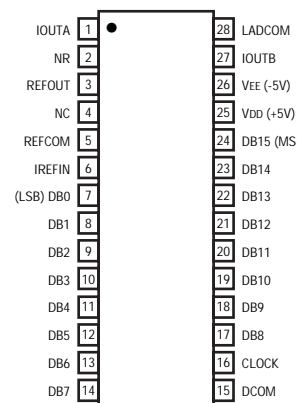 IOUTA 1 28 LADCOM
NR 2 27 IOUTB
REFOUT 3 26 VEE (-5V)
NC 4 25 VDD (+5V)
REFCOM 5 24 DB15 (MS
IREFIN 6 23 DB14
(LSB) DB0 7 22 DB13
DB1 8 21 DB12
DB2 9 20 DB11
DB3 10 19 DB10
DB4 11 18 DB9
DB5 12 17 DB8
DB6 13 16 CLOCK
DB7 14 15 DCOM